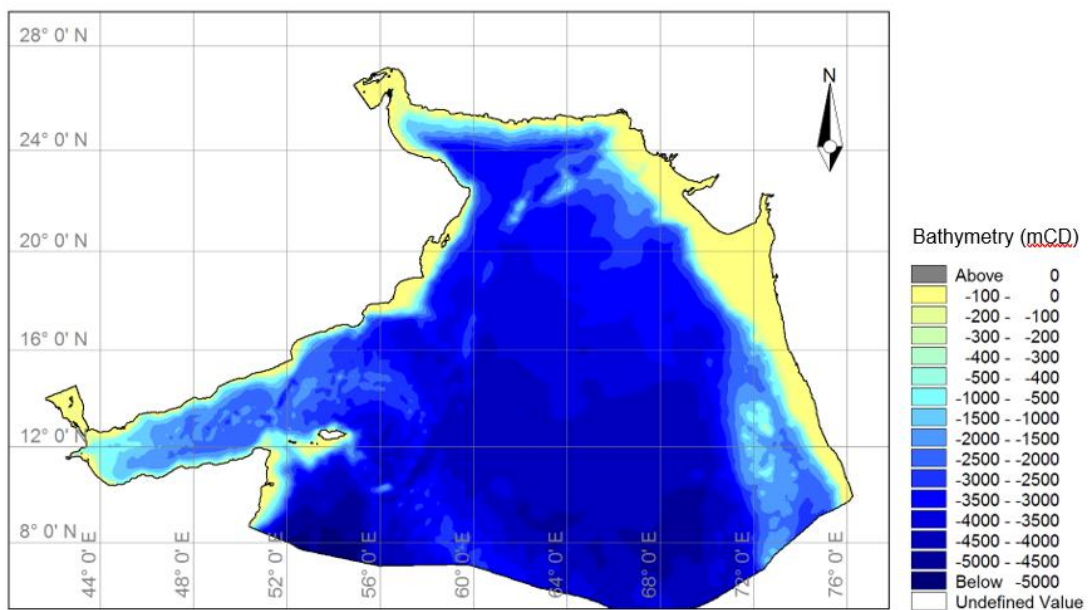 28° 0' N
24° 0' N
20° 0' N
16° 0' N
12° 0' N
8° 0' N
44° 0' E
48° 0' E
52° 0' E
56° 0' E
60° 0' E
64° 0' E
68° 0' E
72° 0' E
76° 0' E
N
Bathymetry (mCD)
Above 0
-100 - 0
-200 - -100
-300 - -200
-400 - -300
-500 - -400
-1000 - -500
-1500 - -1000
-2000 - -1500
-2500 - -2000
-3000 - -2500
-3500 - -3000
-4000 - -3500
-4500 - -4000
-5000 - -4500
Below -5000
Undefined Value